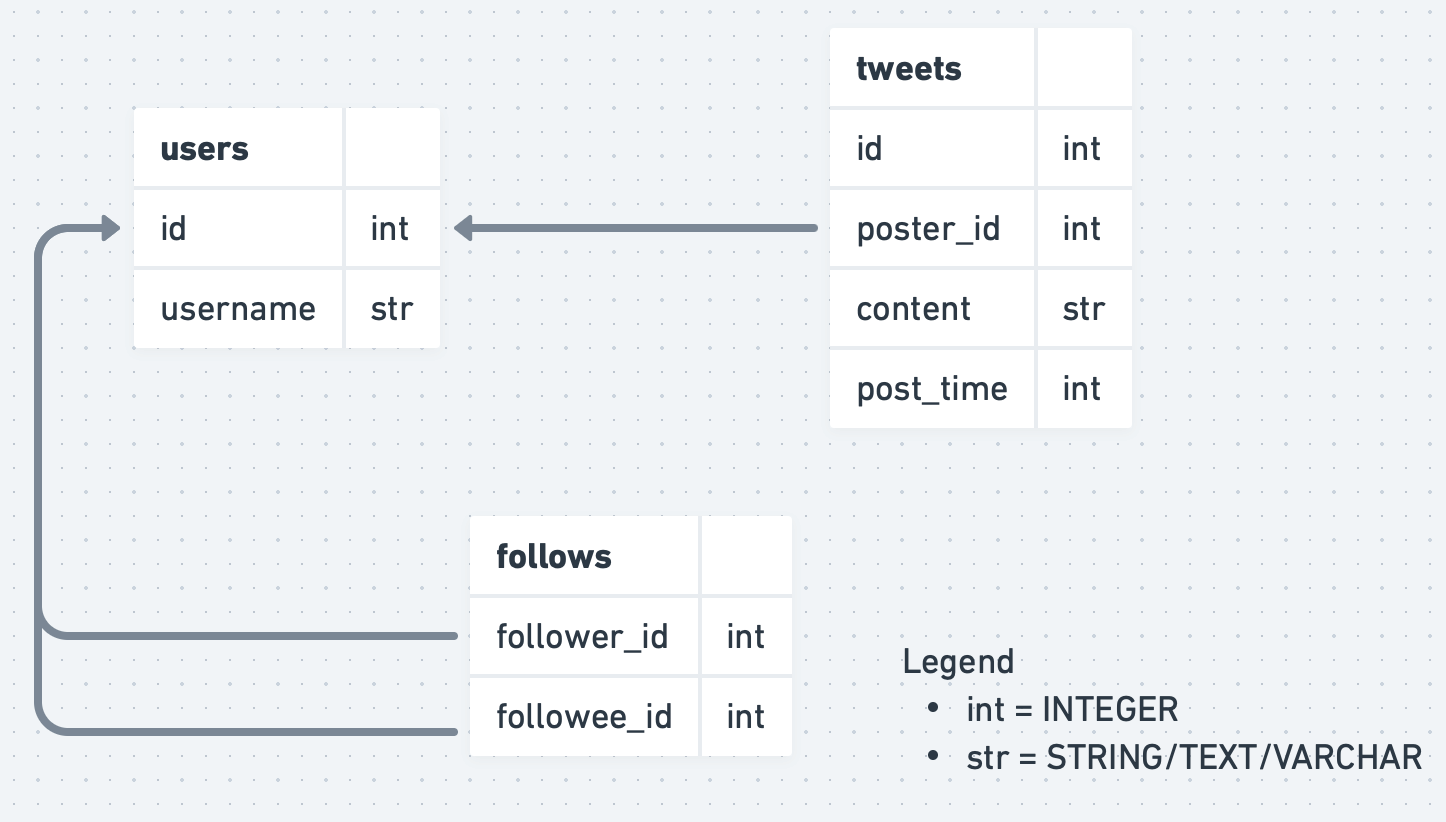 users
id int
username str
tweets
id int
poster_id int
content str
post_time int
follows
follower_id int
followee_id int
Legend
• int = INTEGER
• str = STRING/TEXT/VARCHAR